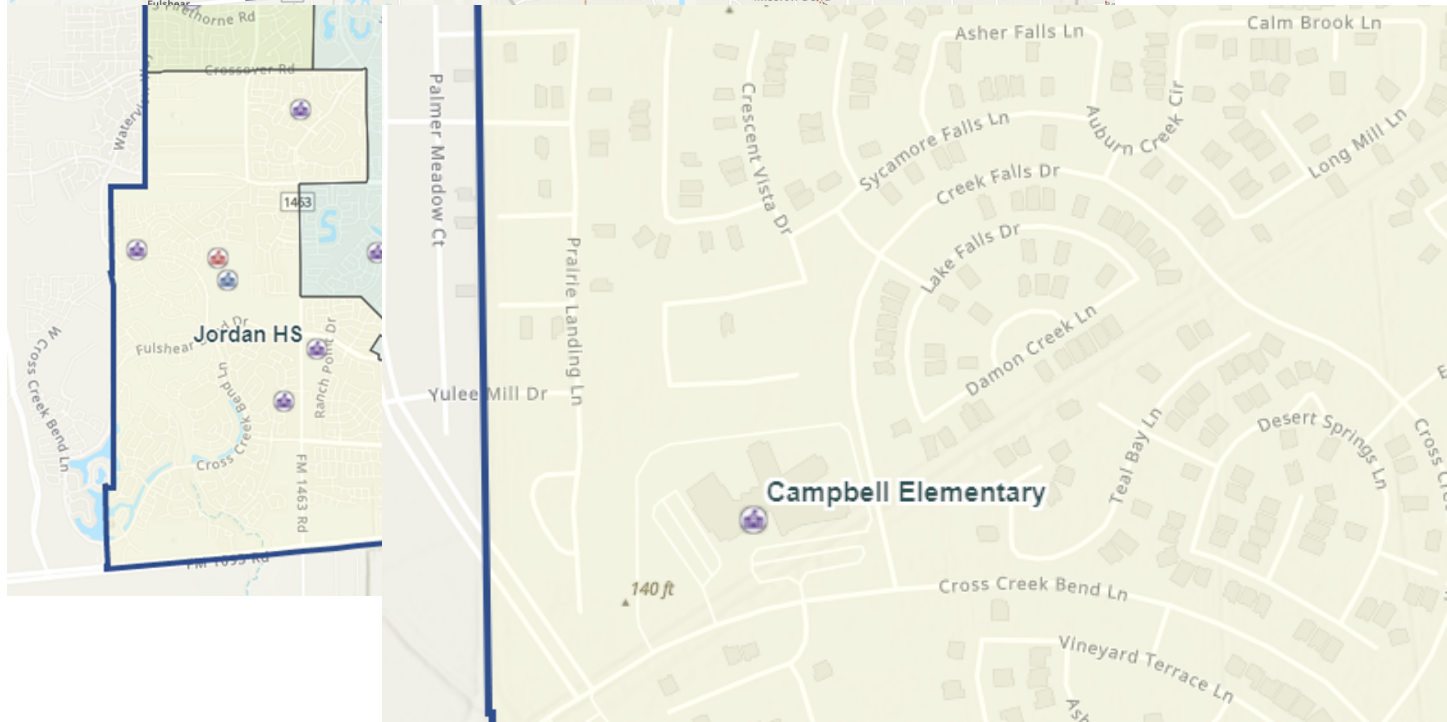 Fulshear
Firethorne Rd
Crossover Rd
1463
Jordan HS
Fulshear
Dr
Ranch Point Dr
Cross Creek Bend Ln
W Cross Creek Bend Ln
FM 1463 Rd
FM 1093 Rd
Palmer Meadow Ct
Asher Falls Ln
Calm Brook Ln
Crescent Vista Dr
Sycamore Falls Ln
Auburn Creek Cir
Long Mill Ln
Creek Falls Dr
Lake Falls Dr
Prairie Landing Ln
Damon Creek Ln
Yulee Mill Dr
Teal Bay Ln
Desert Springs Ln
Campbell Elementary
140 ft
Cross Creek Bend Ln
Vineyard Terrace Ln